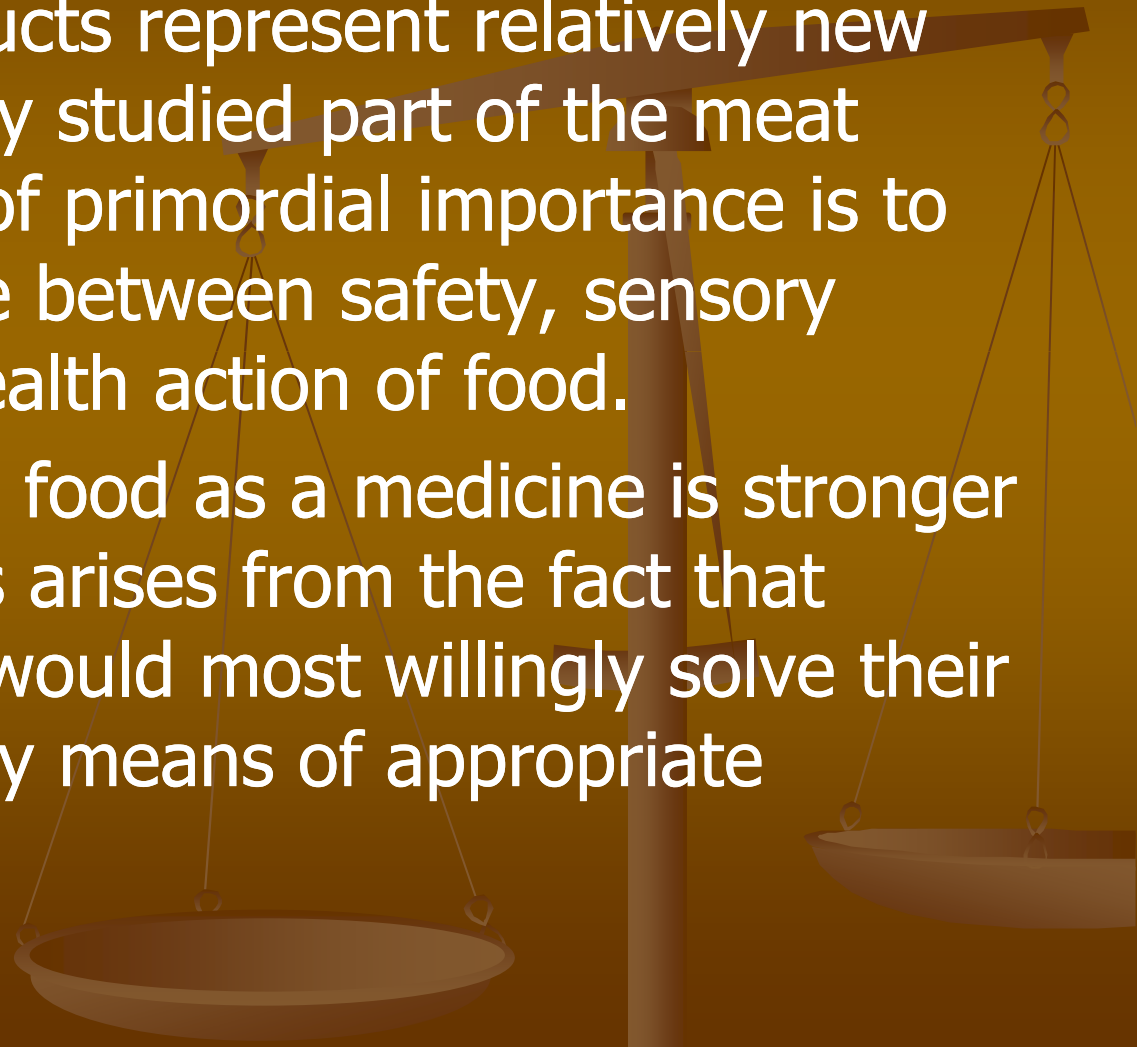 ucts represent relatively new
y studied part of the meat
of primordial importance is to
e between safety, sensory
ealth action of food.
food as a medicine is stronger
s arises from the fact that
would most willingly solve their
y means of appropriate